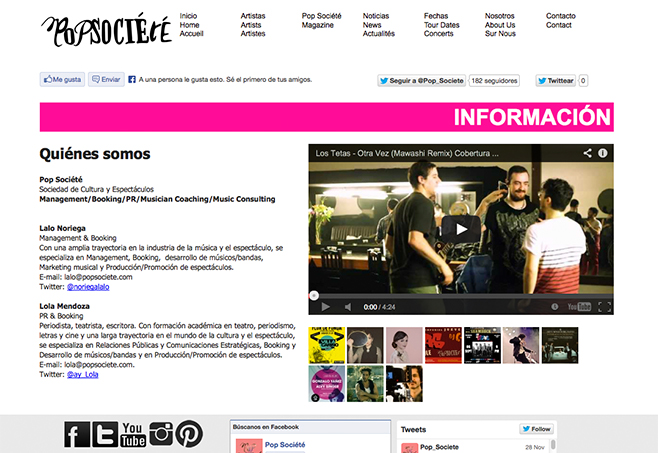 POPSOCIÉtÉ
Inicio Artistas Pop Société Noticias Fechas Nosotros Contacto
Home Artists Magazine News Tour Dates About Us Contact
Accueil Artistes Actualités Concerts Sur Nous
Me gusta Enviar A una persona le gusta esto. Sé el primero de tus amigos. Seguir a @Pop_Societe 182 seguidores Twittear 0
INFORMACIÓN
Quiénes somos
Pop Société
Sociedad de Cultura y Espectáculos
Management/Booking/PR/Musician Coaching/Music Consulting
Lalo Noriega
Management & Booking
Con una amplia trayectoria en la industria de la música y el espectáculo, se
especializa en Management, Booking, desarrollo de músicos/bandas,
Marketing musical y Producción/Promoción de espectáculos.
E-mail: lalo@popsociete.com
Twitter: @noriegalalo
Lola Mendoza
PR & Booking
Periodista, teatrista, escritora. Con formación académica en teatro, periodismo,
letras y cine y una larga trayectoria en el mundo de la cultura y el espectáculo,
se especializa en Relaciones Públicas y Comunicaciones Estratégicas, Booking y
Desarrollo de músicos/bandas y en Producción/Promoción de espectáculos.
E-mail: lola@popsociete.com.
Twitter: @ay_Lola
Los Tetas - Otra Vez (Mawashi Remix) Cobertura ...
0:00 / 4:24 YouTube
You
Tube
Búscanos en Facebook
Pop Société
Tweets Follow
Pop_Societe 28 Nov